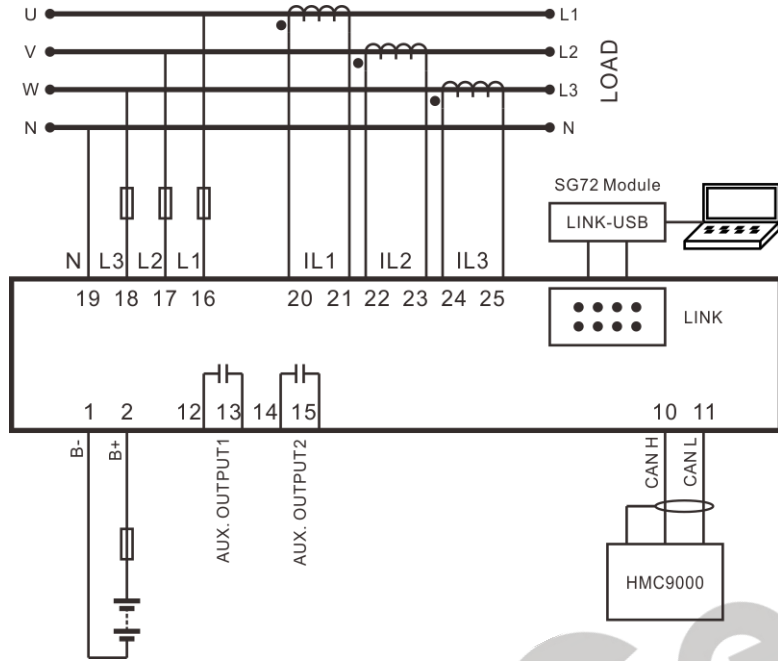 U L1
V L2
W L3
N N
LOAD
SG72 Module
LINK-USB
N L3 L2 L1 IL1 IL2 IL3
19 18 17 16 20 21 22 23 24 25
LINK
1 2 12 13 14 15 10 11
B- B+ AUX. OUTPUT1 AUX. OUTPUT2 CAN H CAN L
HMC9000